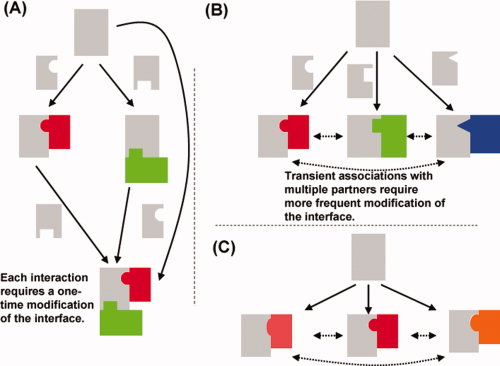 (A)
(B)
Transient associations with
multiple partners require
more frequent modification of
the interface.
Each interaction
requires a one-
time modification
of the interface.
(C)